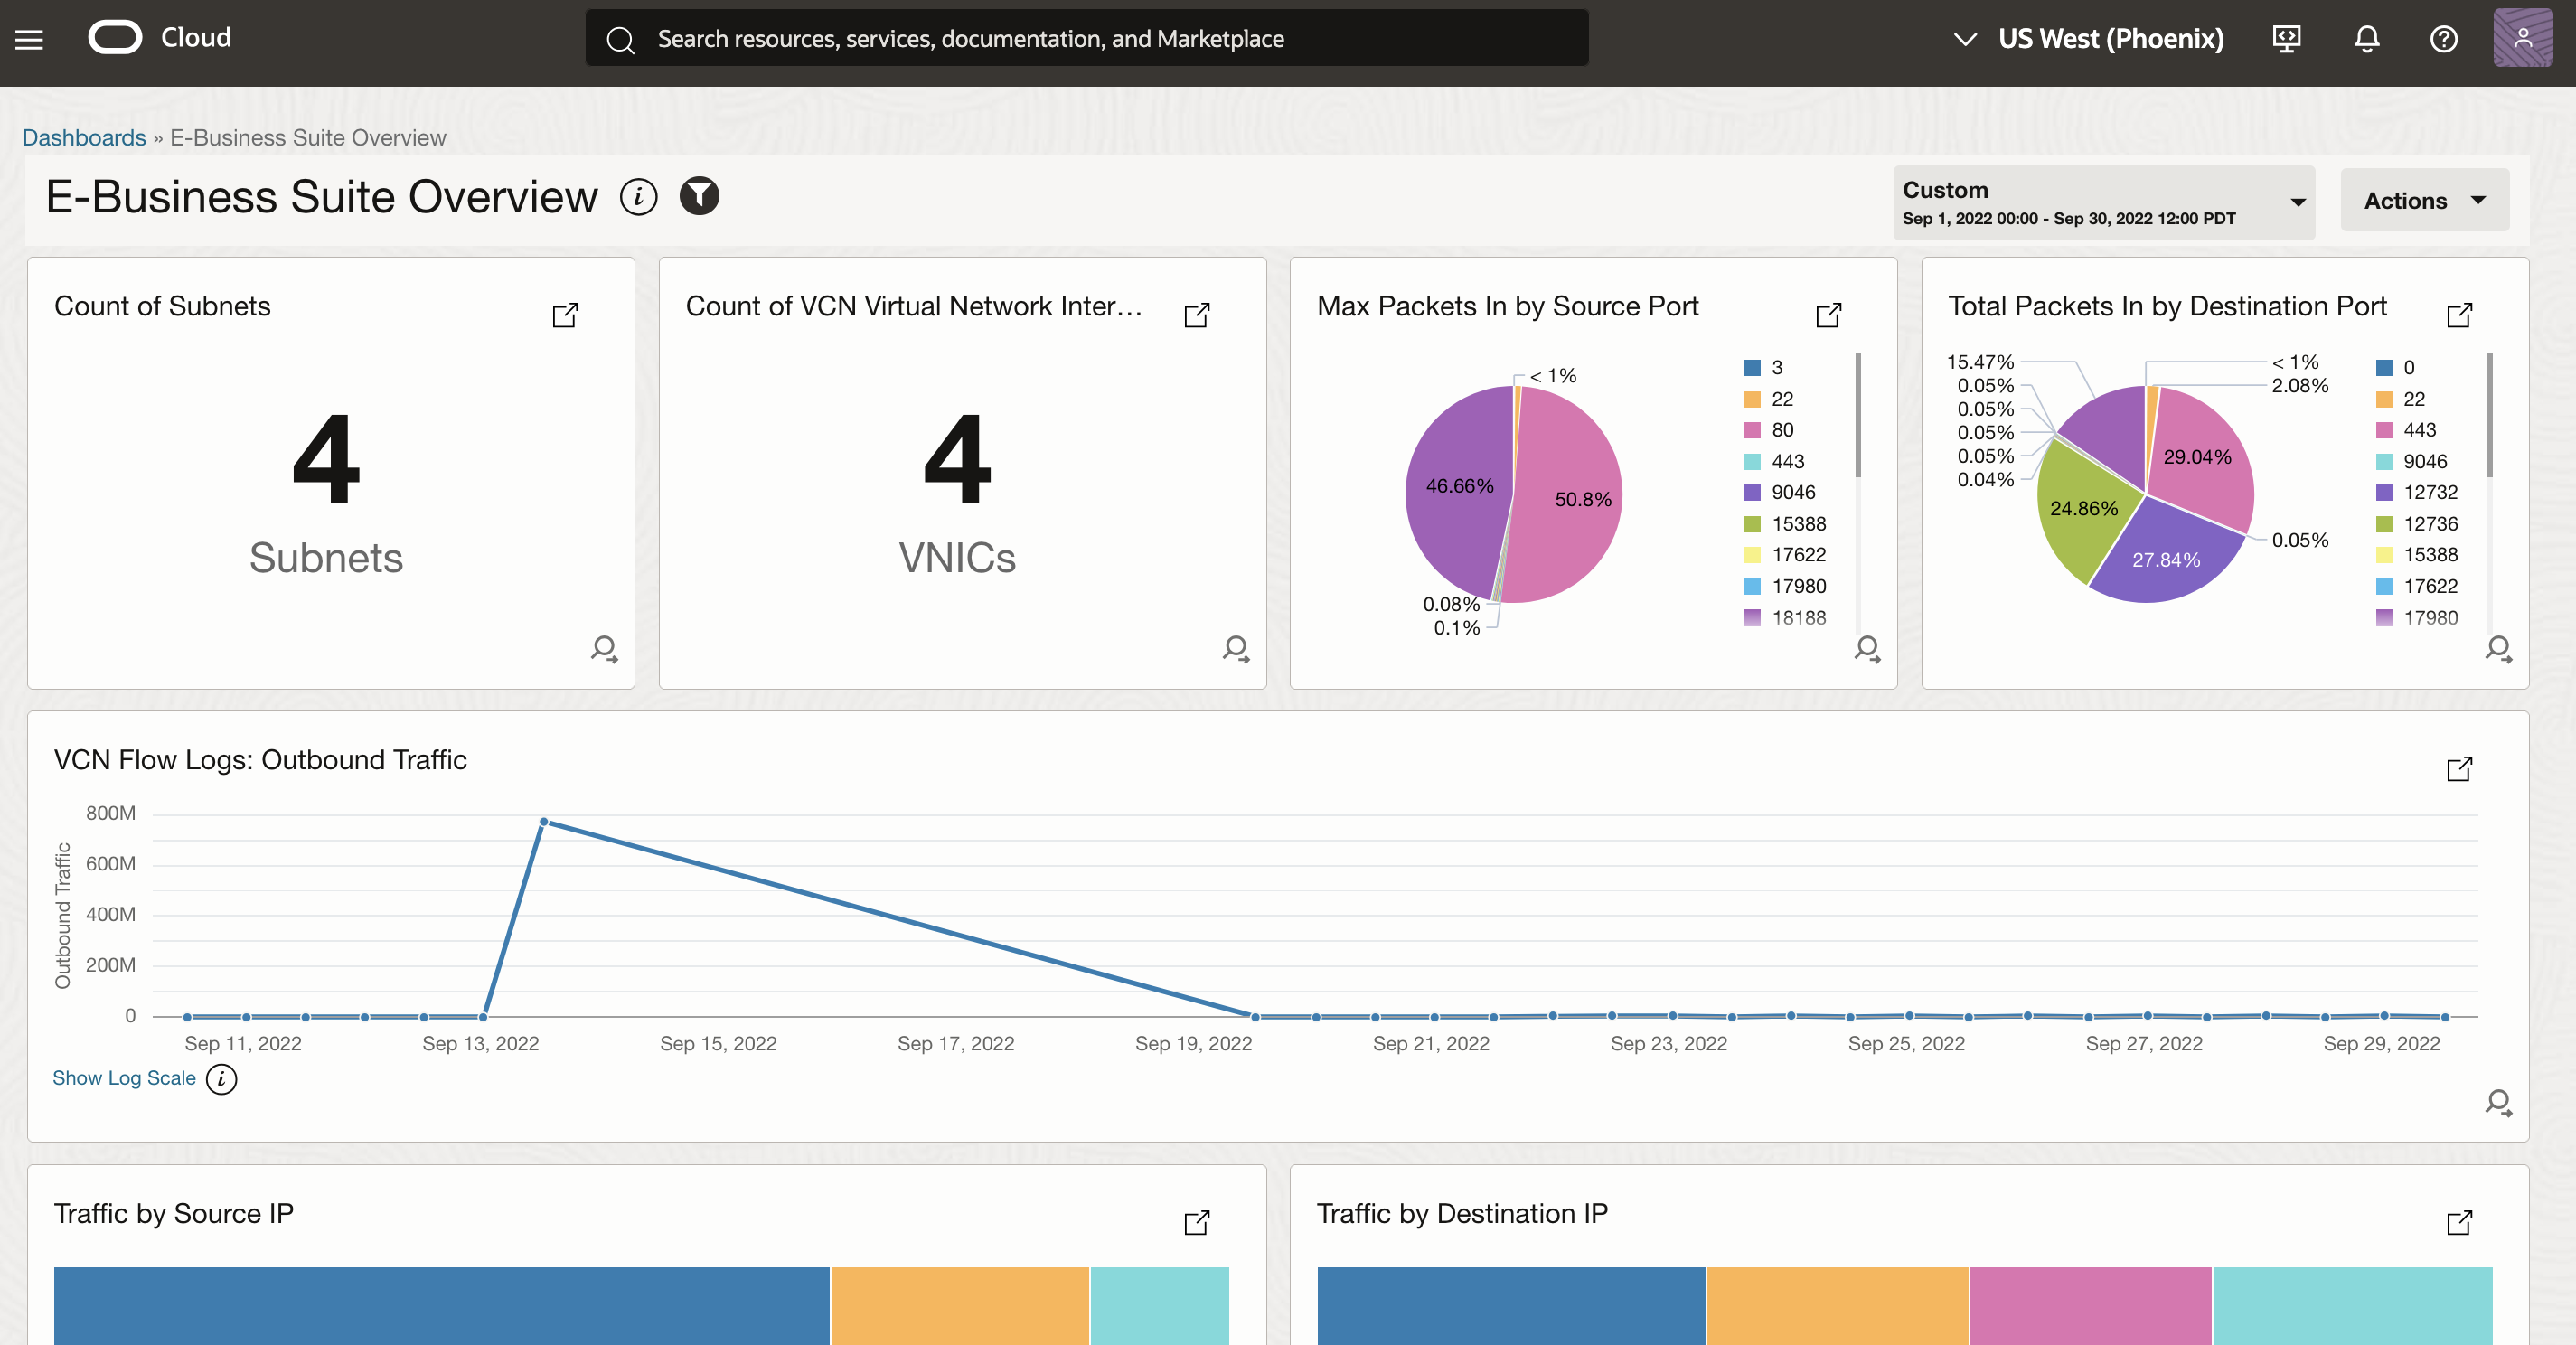 Cloud
Search resources, services, documentation, and Marketplace
US West (Phoenix)
Dashboards » E-Business Suite Overview
E-Business Suite Overview
i
Custom
Sep 1, 2022 00:00 - Sep 30, 2022 12:00 PDT
Actions
Count of Subnets
4
Subnets
Count of VCN Virtual Network Inter...
4
VNICs
Max Packets In by Source Port
< 1%
46.66%
50.8%
0.08%
0.1%
3
22
80
443
9046
15388
17622
17980
18188
Total Packets In by Destination Port
15.47%
0.05%
0.05%
0.05%
0.05%
0.04%
< 1%
2.08%
29.04%
24.86%
0.05%
27.84%
0
22
443
9046
12732
12736
15388
17622
17980
VCN Flow Logs: Outbound Traffic
Outbound Traffic
800M
600M
400M
200M
0
Sep 11, 2022
Sep 13, 2022
Sep 15, 2022
Sep 17, 2022
Sep 19, 2022
Sep 21, 2022
Sep 23, 2022
Sep 25, 2022
Sep 27, 2022
Sep 29, 2022
Show Log Scale
i
Traffic by Source IP
Traffic by Destination IP